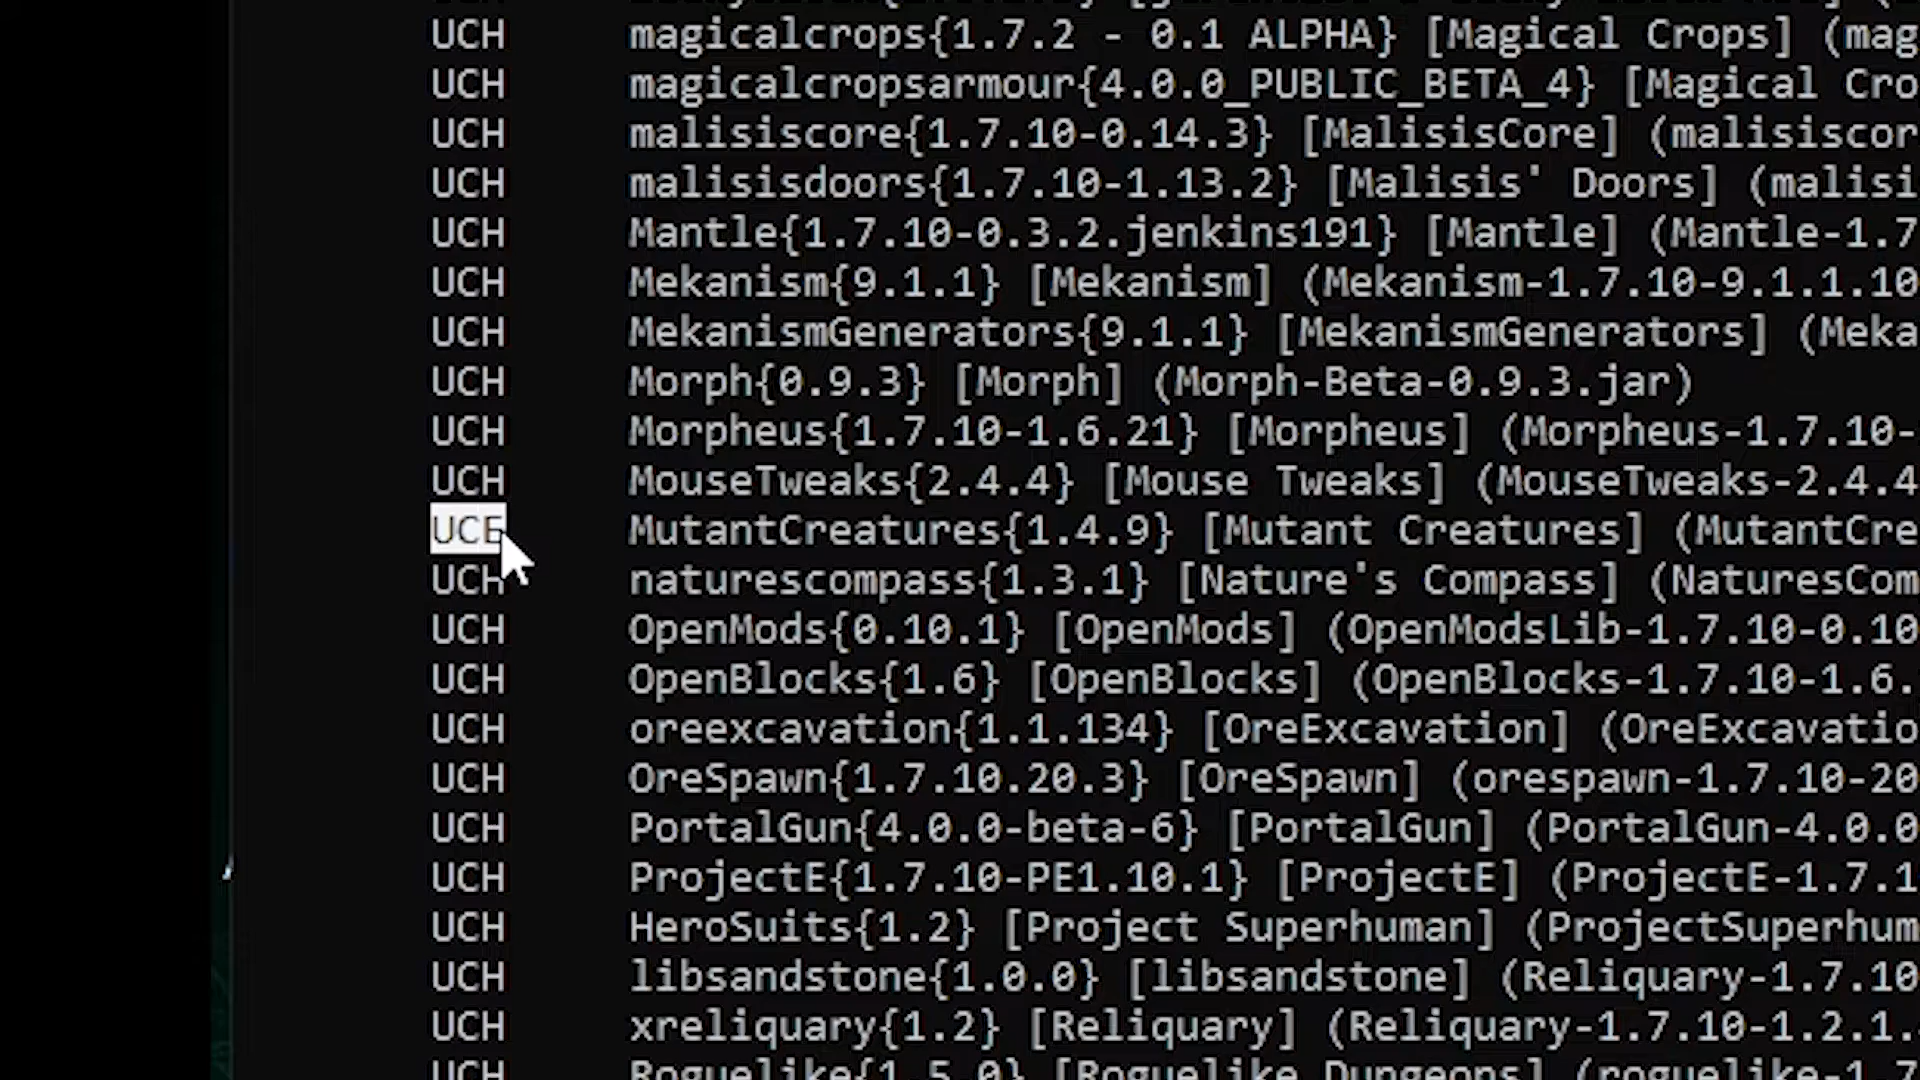 UCH magicalcrops{1.7.2 - 0.1 ALPHA} [Magical Crops] (mag
UCH magicalcropsarmour{4.0.0_PUBLIC_BETA_4} [Magical Cro
UCH malisiscore{1.7.10-0.14.3} [MalisisCore] (malisiscor
UCH malisisdoors{1.7.10-1.13.2} [Malisis' Doors] (malisi
UCH Mantle{1.7.10-0.3.2.jenkins191} [Mantle] (Mantle-1.7
UCH Mekanism{9.1.1} [Mekanism] (Mekanism-1.7.10-9.1.1.10
UCH MekanismGenerators{9.1.1} [MekanismGenerators] (Meka
UCH Morph{0.9.3} [Morph] (Morph-Beta-0.9.3.jar)
UCH Morpheus{1.7.10-1.6.21} [Morpheus] (Morpheus-1.7.10-
UCH MouseTweaks{2.4.4} [Mouse Tweaks] (MouseTweaks-2.4.4
UCE MutantCreatures{1.4.9} [Mutant Creatures] (MutantCre
UCH naturescompass{1.3.1} [Nature's Compass] (NaturesCom
UCH OpenMods{0.10.1} [OpenMods] (OpenModsLib-1.7.10-0.10
UCH OpenBlocks{1.6} [OpenBlocks] (OpenBlocks-1.7.10-1.6.
UCH oreexcavation{1.1.134} [OreExcavation] (OreExcavatio
UCH OreSpawn{1.7.10.20.3} [OreSpawn] (orespawn-1.7.10-20
UCH PortalGun{4.0.0-beta-6} [PortalGun] (PortalGun-4.0.0
UCH ProjectE{1.7.10-PE1.10.1} [ProjectE] (ProjectE-1.7.1
UCH HeroSuits{1.2} [Project Superhuman] (ProjectSuperhum
UCH libsandstone{1.0.0} [libsandstone] (Reliquary-1.7.10
UCH xreliquary{1.2} [Reliquary] (Reliquary-1.7.10-1.2.1.
UCH Roguelike{1.5.0} [Roguelike Dungeons] (roguelike-1.7